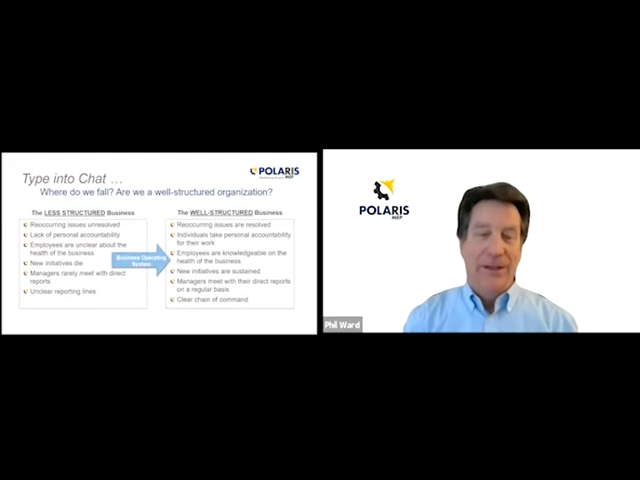 Type into Chat ...
POLARIS
MEP
Where do we fall? Are we a well-structured organization?
The LESS STRUCTURED Business
Reoccurring issues unresolved
Lack of personal accountability
Employees are unclear about the
health of the business
New initiatives die
Managers rarely meet with direct
reports
Unclear reporting lines
Business Operating
System
The WELL-STRUCTURED Business
Reoccurring issues are resolved
Individuals take personal accountability
for their work
Employees are knowledgeable on the
health of the business
New initiatives are sustained
Managers meet with their direct reports
on a regular basis
Clear chain of command
POLARIS
MEP
Phil Ward